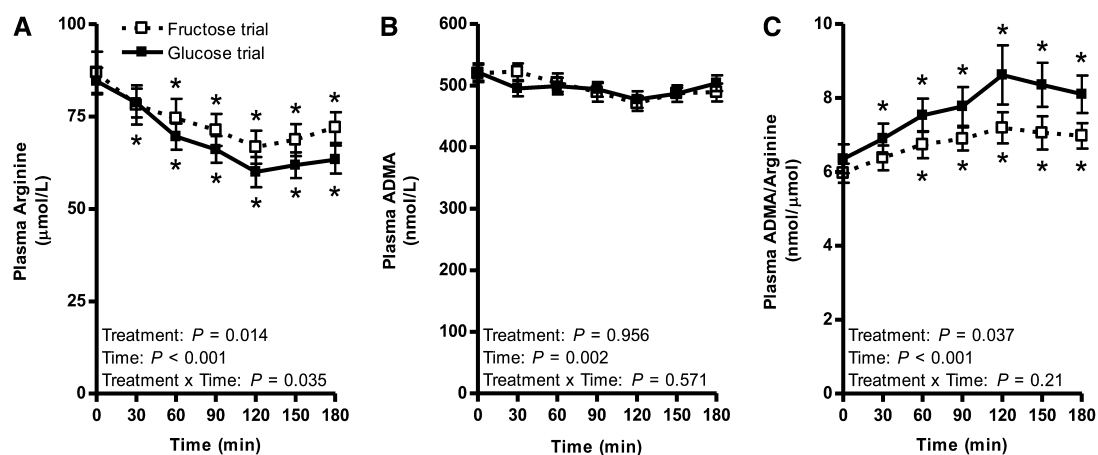 A
Fructose trial
Glucose trial
Plasma Arginine
(μmol/L)
100
75
50
25
0
* * * * *
* * * * * *
Treatment: P = 0.014
Time: P < 0.001
Treatment x Time: P = 0.035
0 30 60 90 120 150 180
Time (min)
B
Plasma ADMA
(nmol/L)
600
500
400
300
200
100
0
Treatment: P = 0.956
Time: P = 0.002
Treatment x Time: P = 0.571
0 30 60 90 120 150 180
Time (min)
C
Plasma ADMA/Arginine
(nmol/μmol)
10
8
6
4
2
0
* * * * * *
* * * * *
Treatment: P = 0.037
Time: P < 0.001
Treatment x Time: P = 0.21
0 30 60 90 120 150 180
Time (min)